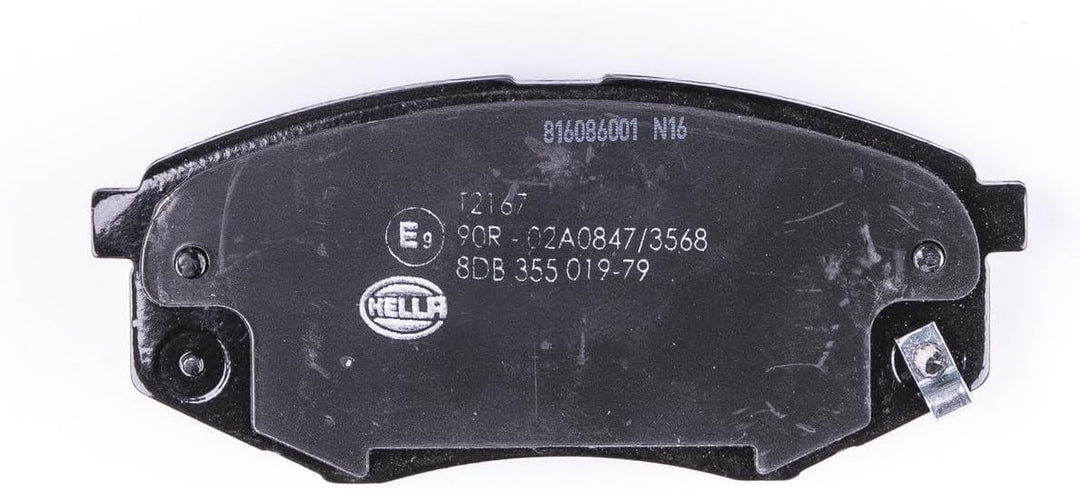 816086001 N16
T2167
E9 90R - 02A0847/3568
8DB 355 019-79
HELLA